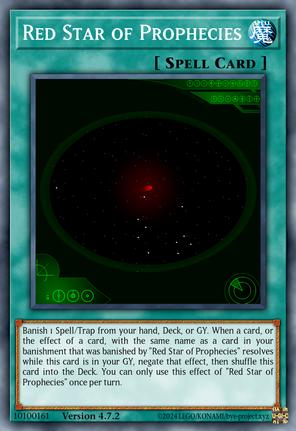 Red Star of Prophecies
[ Spell Card ]
Banish 1 Spell/Trap from your hand, Deck, or GY. When a card, or
the effect of a card, with the same name as a card in your
banishment that was banished by "Red Star of Prophecies" resolves
while this card is in your GY, negate that effect, then shuffle this
card into the Deck. You can only use this effect of "Red Star of
Prophecies" once per turn.
10100161 Version 4.7.2 ©2024 LEGO/KONAMI/bve-project.xyz